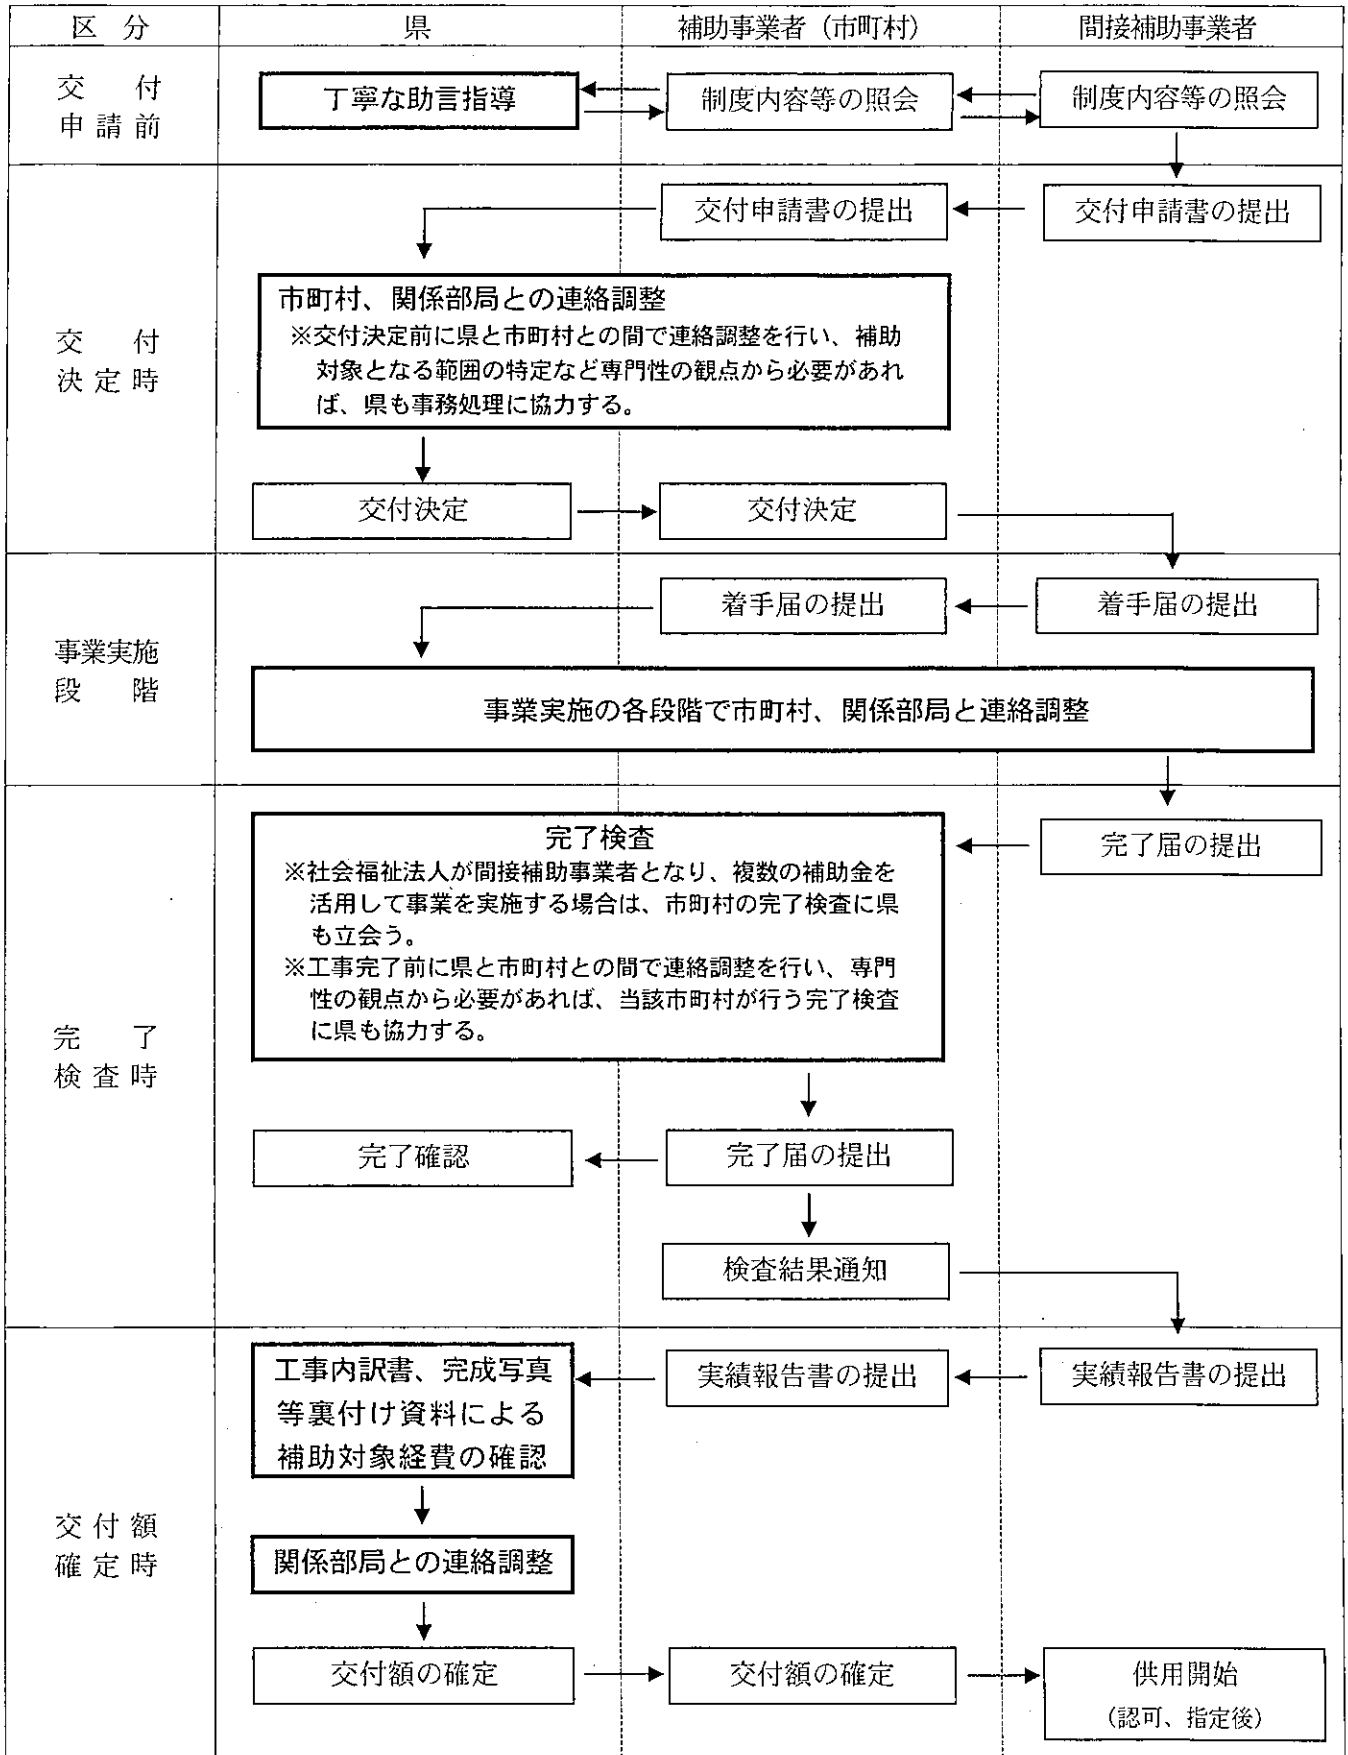 区　分
県
補助事業者（市町村）
間接補助事業者
交　付
申請前
丁寧な助言指導
制度内容等の照会
制度内容等の照会
交付申請書の提出
交付申請書の提出
交　付
決定時
市町村、関係部局との連絡調整
※交付決定前に県と市町村との間で連絡調整を行い、補助
対象となる範囲の特定など専門性の観点から必要があれ
ば、県も事務処理に協力する。
交付決定
交付決定
着手届の提出
着手届の提出
事業実施
段　階
事業実施の各段階で市町村、関係部局と連絡調整
完了検査
※社会福祉法人が間接補助事業者となり、複数の補助金を
活用して事業を実施する場合は、市町村の完了検査に県
も立会う。
※工事完了前に県と市町村との間で連絡調整を行い、専門
性の観点から必要があれば、当該市町村が行う完了検査
に県も協力する。
完了届の提出
完　了
検査時
完了確認
完了届の提出
検査結果通知
工事内訳書、完成写真
等裏付け資料による
補助対象経費の確認
実績報告書の提出
実績報告書の提出
交付額
確定時
関係部局との連絡調整
交付額の確定
交付額の確定
供用開始
（認可、指定後）